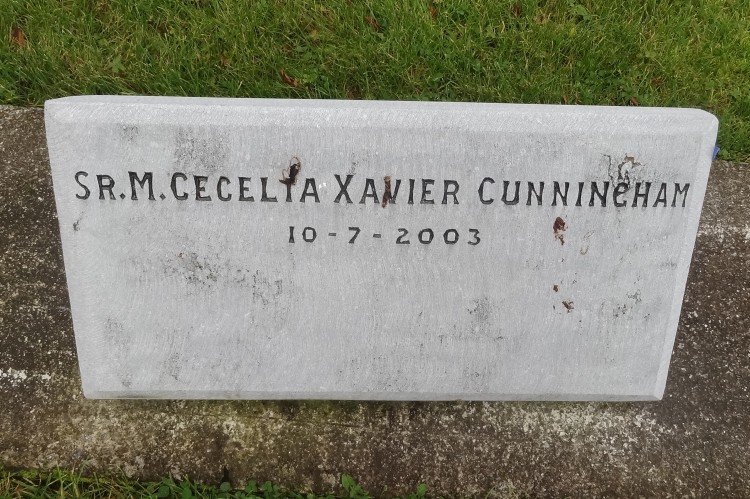 SR. M. CECELIA XAVIER CUNNINGHAM
10 - 7 - 2003